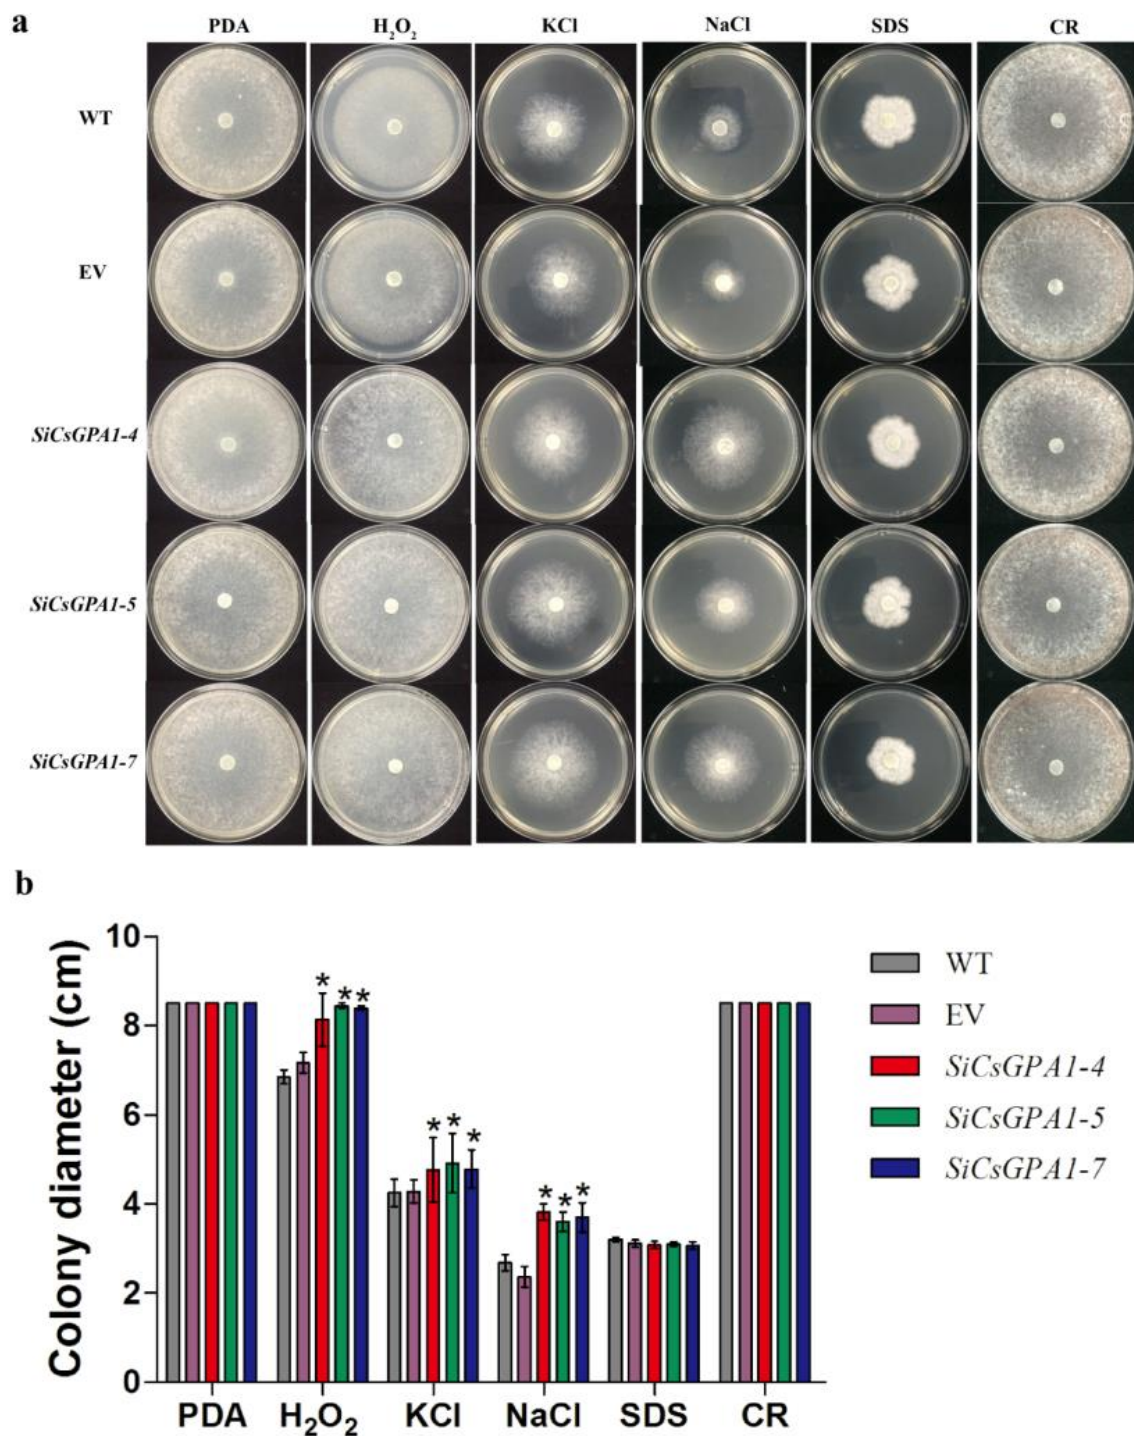 a
PDA H₂O₂ KCl NaCl SDS CR
WT
EV
SiCsGPA1-4
SiCsGPA1-5
SiCsGPA1-7
b
Colony diameter (cm)
10
8
6
4
2
0
* * *
* * *
* * *
PDA H₂O₂ KCl NaCl SDS CR
WT
EV
SiCsGPA1-4
SiCsGPA1-5
SiCsGPA1-7